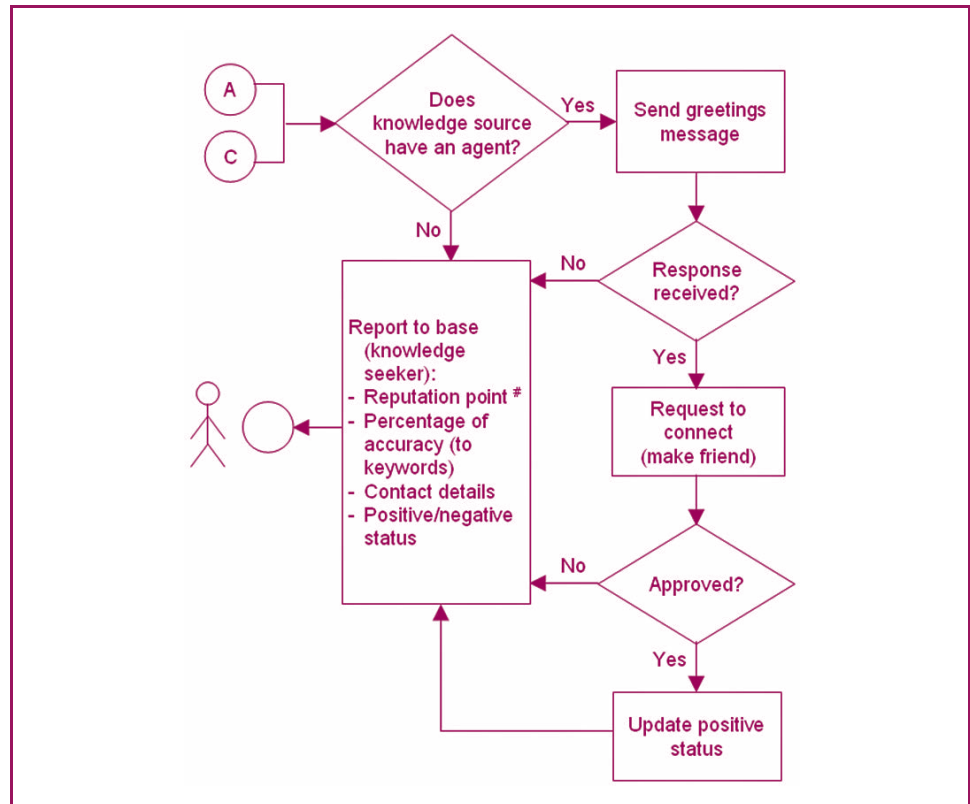 A
C
Does
knowledge source
have an agent?
Yes
Send greetings
message
No
Response
received?
No
Yes
Report to base
(knowledge
seeker):
- Reputation point #
- Percentage of
accuracy (to
keywords)
- Contact details
- Positive/negative
status
Request to
connect
(make friend)
No
Approved?
Yes
Update positive
status